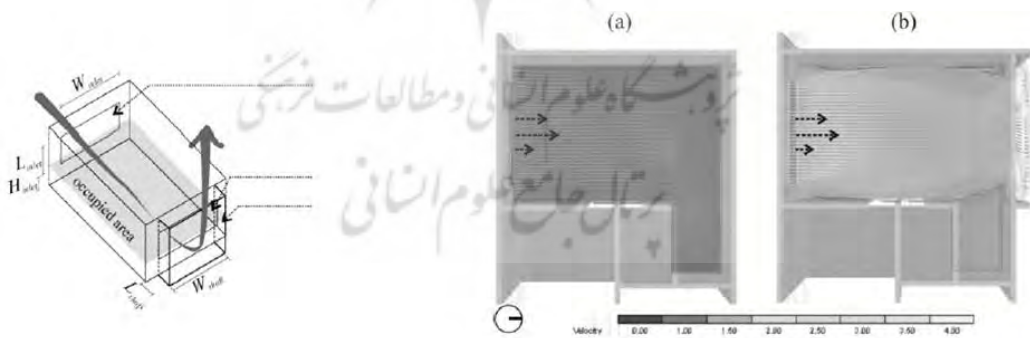 (a)
(b)
W inlet
L inlet
H inlet
occupied area
L shaft
W shaft
پژوهشگاه علوم انسانی و مطالعات فرهنگی
پرتال جامع علوم انسانی
Velocity 0.00 1.00 1.50 2.00 2.50 3.00 3.50 4.00